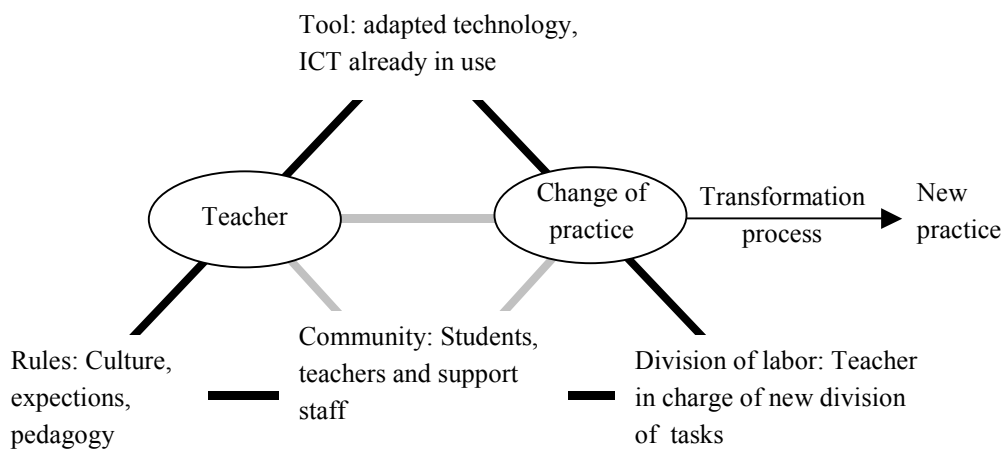 Tool: adapted technology,
ICT already in use
Teacher
Change of
practice
Transformation
process
New
practice
Rules: Culture,
expections,
pedagogy
Community: Students,
teachers and support
staff
Division of labor: Teacher
in charge of new division
of tasks